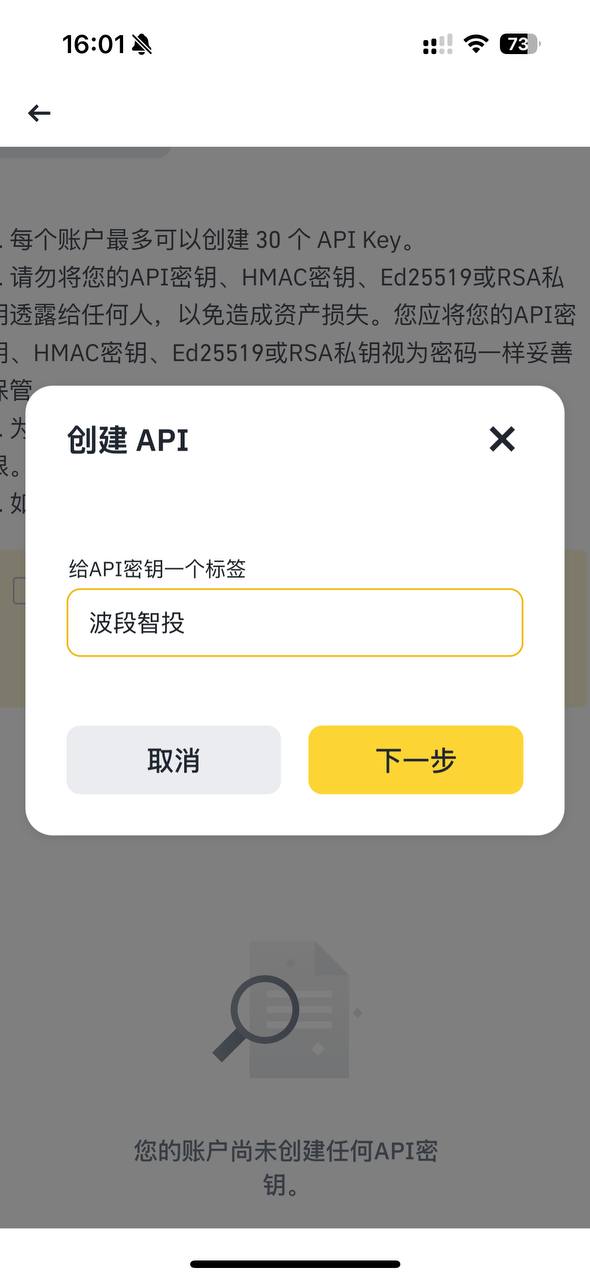 16:01
73
. 每个账户最多可以创建 30 个 API Key。
. 请勿将您的API密钥、HMAC密钥、Ed25519或RSA私
钥透露给任何人，以免造成资产损失。您应将您的API密
钥、HMAC密钥、Ed25519或RSA私钥视为密码一样妥善
保管
. 为
限。
. 如
创建 API
给API密钥一个标签
波段智投
取消
下一步
您的账户尚未创建任何API密
钥。